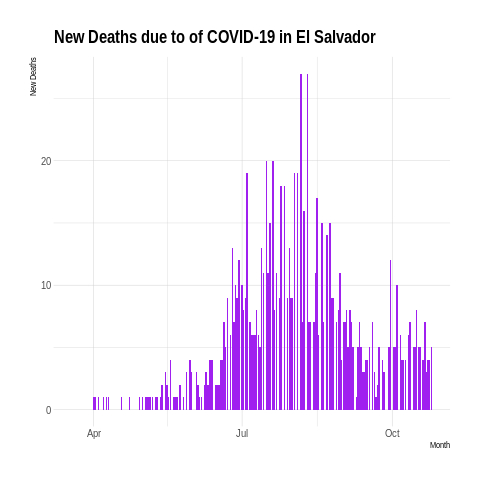 New Deaths due to of COVID-19 in El Salvador
New Deaths
20
10
0
Apr
Jul
Oct
Month